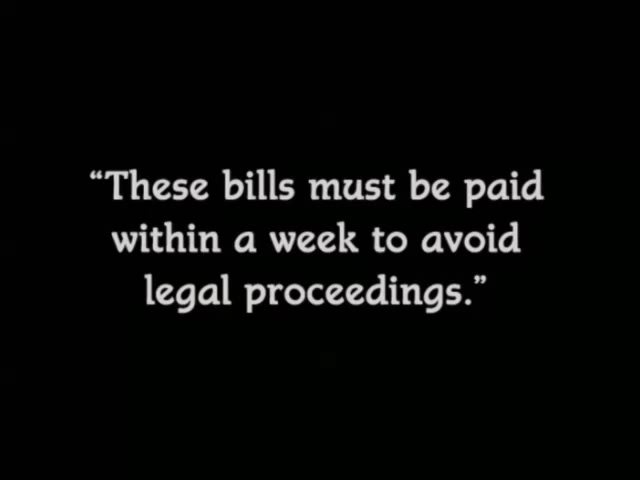 “These bills must be paid
within a week to avoid
legal proceedings.”